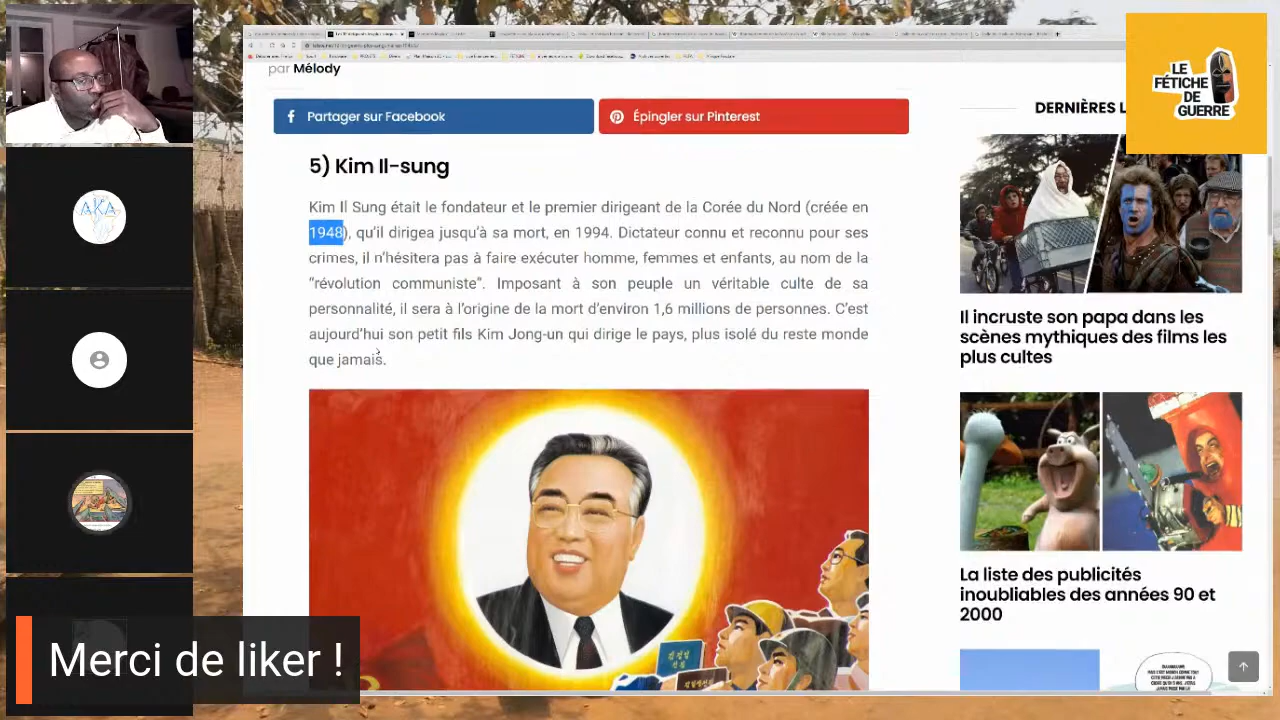 par Mélody
Partager sur Facebook
Épingler sur Pinterest
5) Kim Il-sung
Kim Il Sung était le fondateur et le premier dirigeant de la Corée du Nord (créée en
1948), qu'il dirigea jusqu'à sa mort, en 1994. Dictateur connu et reconnu pour ses
crimes, il n'hésitera pas à faire exécuter homme, femmes et enfants, au nom de la
“révolution communiste”. Imposant à son peuple un véritable culte de sa
personnalité, il sera à l'origine de la mort d'environ 1,6 millions de personnes. C'est
aujourd'hui son petit fils Kim Jong-un qui dirige le pays, plus isolé du reste monde
que jamais.
LE
FÉTICHE
DE
GUERRE
DERNIÈRES L
Il incruste son papa dans les
scènes mythiques des films les
plus cultes
La liste des publicités
inoubliables des années 90 et
2000
AKA
Merci de liker !